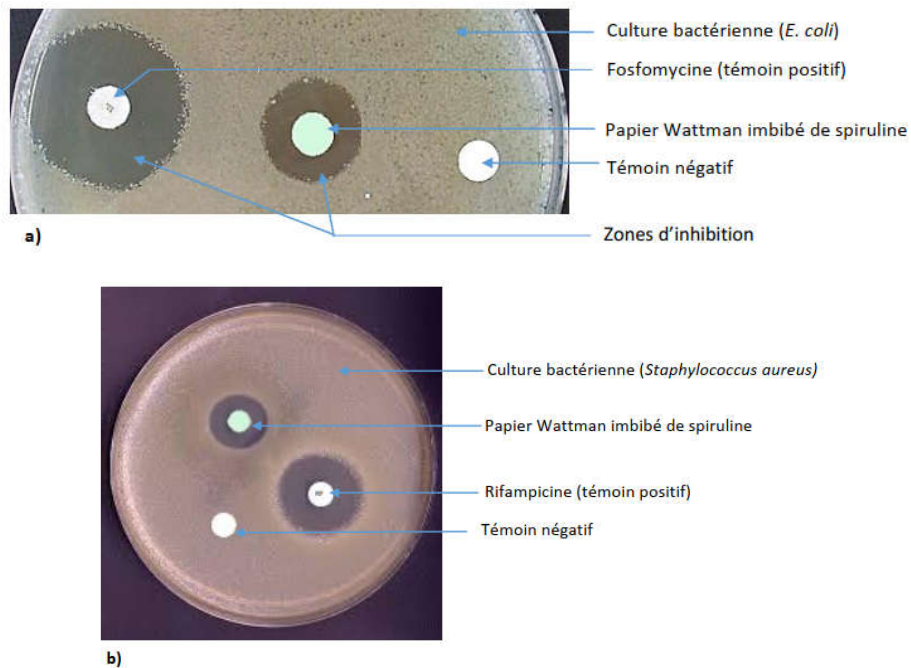 Culture bactérienne (E. coli)
Fosfomycine (témoin positif)
Papier Wattman imbibé de spiruline
Témoin négatif
Zones d’inhibition
a)
Culture bactérienne (Staphylococcus aureus)
Papier Wattman imbibé de spiruline
Rifampicine (témoin positif)
Témoin négatif
b)